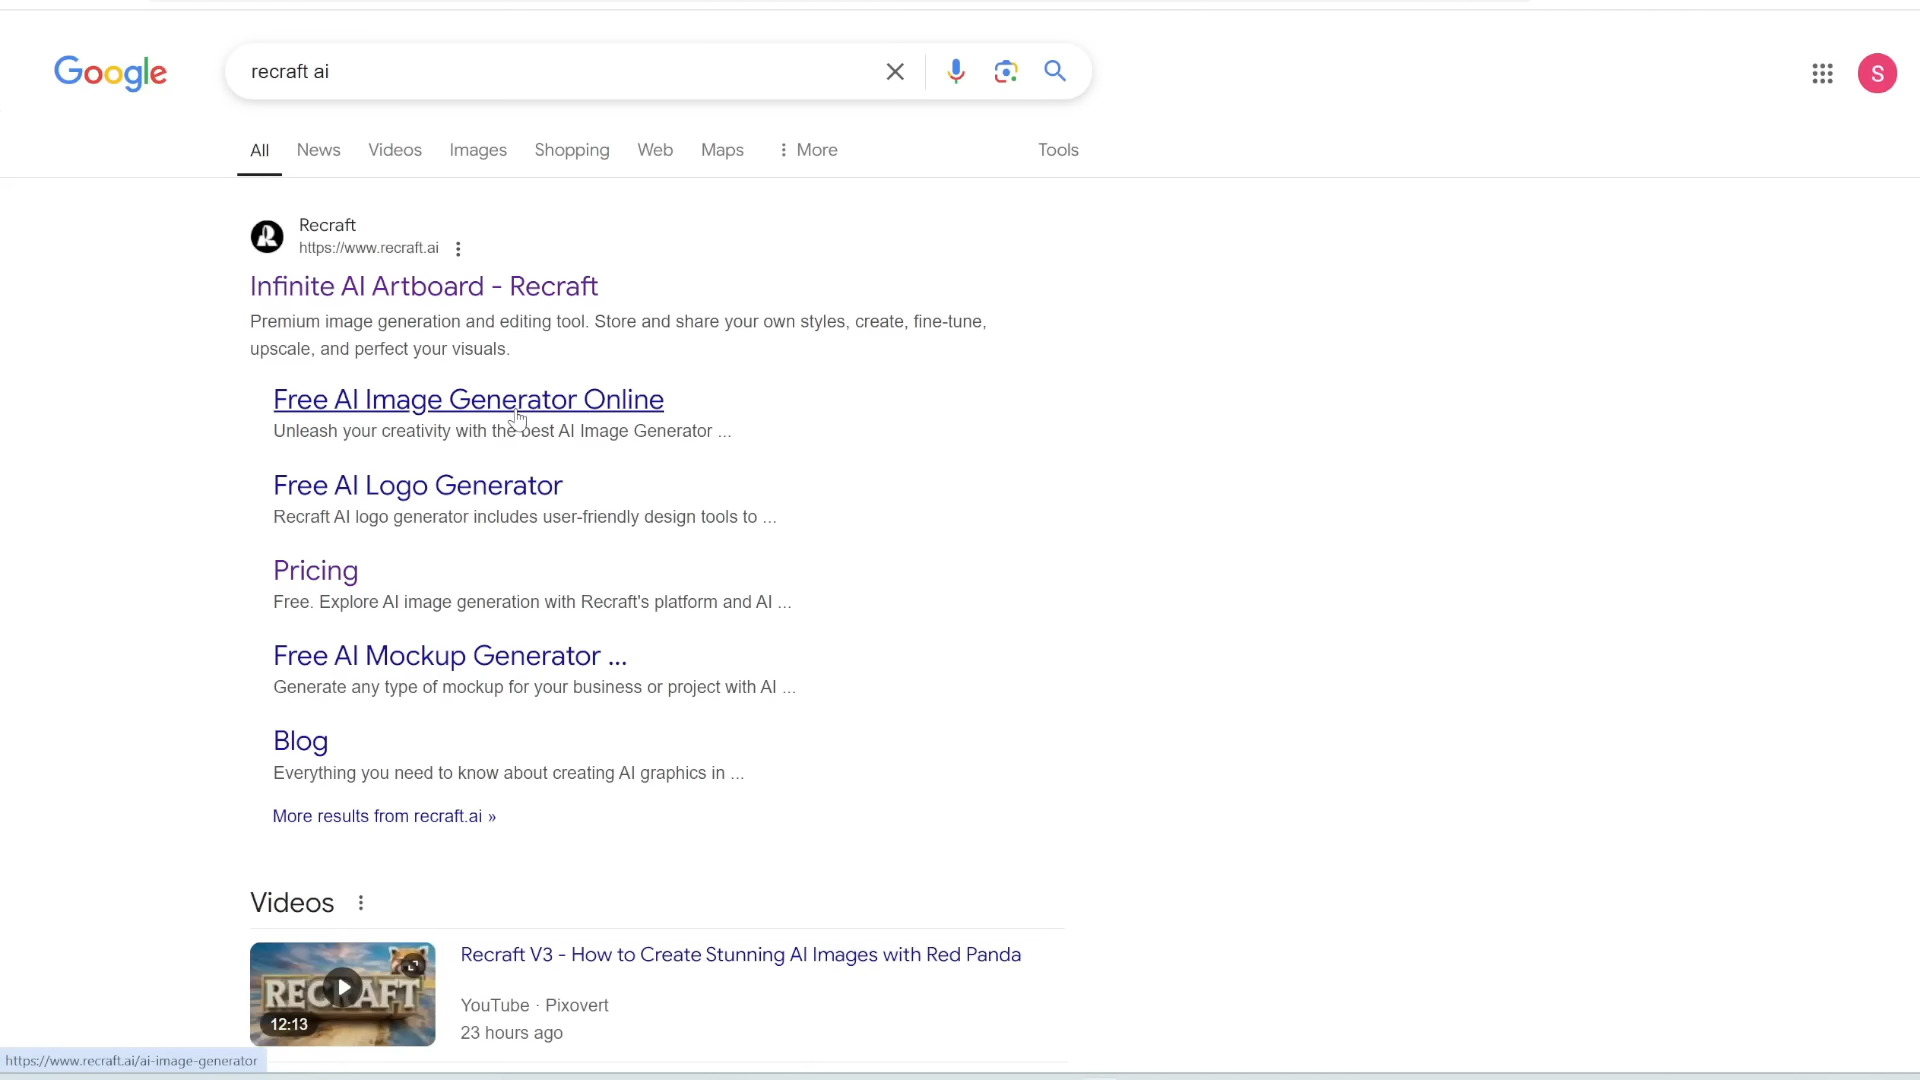 Google
recraft ai
All News Videos Images Shopping Web Maps More Tools
S
Recraft
https://www.recraft.ai
Infinite AI Artboard - Recraft
Premium image generation and editing tool. Store and share your own styles, create, fine-tune,
upscale, and perfect your visuals.
Free AI Image Generator Online
Unleash your creativity with the best AI Image Generator ...
Free AI Logo Generator
Recraft AI logo generator includes user-friendly design tools to ...
Pricing
Free. Explore AI image generation with Recraft's platform and AI ...
Free AI Mockup Generator ...
Generate any type of mockup for your business or project with AI ...
Blog
Everything you need to know about creating AI graphics in ...
More results from recraft.ai »
Videos
RECRAFT
12:13
Recraft V3 - How to Create Stunning AI Images with Red Panda
YouTube · Pixovert
23 hours ago
https://www.recraft.ai/ai-image-generator